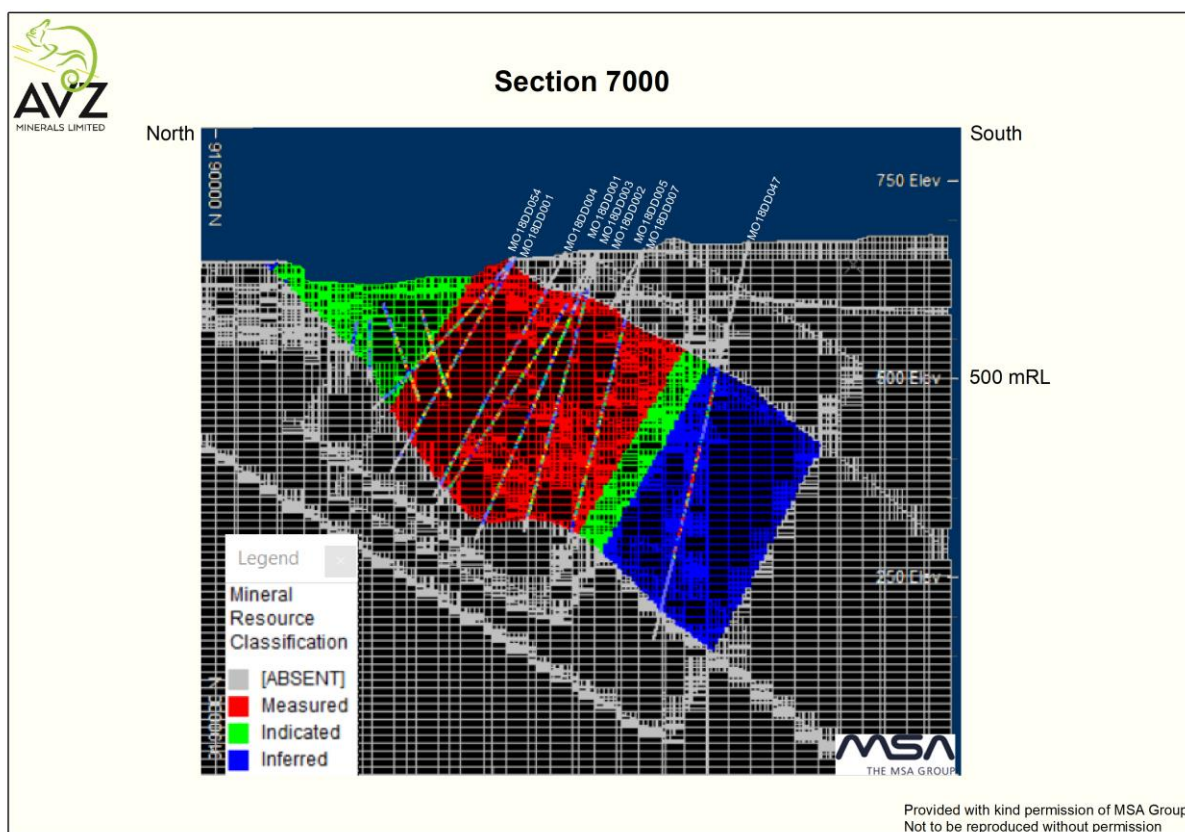 AVZ
MINERALS LIMITED
Section 7000
North
South
9190000 N
750 Elev
MO18DD054
MO18DD001
MO18DD004
MO18DD001
MO18DD003
MO18DD002
MO18DD005
MO18DD007
MO18DD047
500 Elev
500 mRL
250 Elev
Legend
Mineral
Resource
Classification
[ABSENT]
Measured
Indicated
Inferred
MSA
THE MSA GROUP
Provided with kind permission of MSA Group
Not to be reproduced without permission